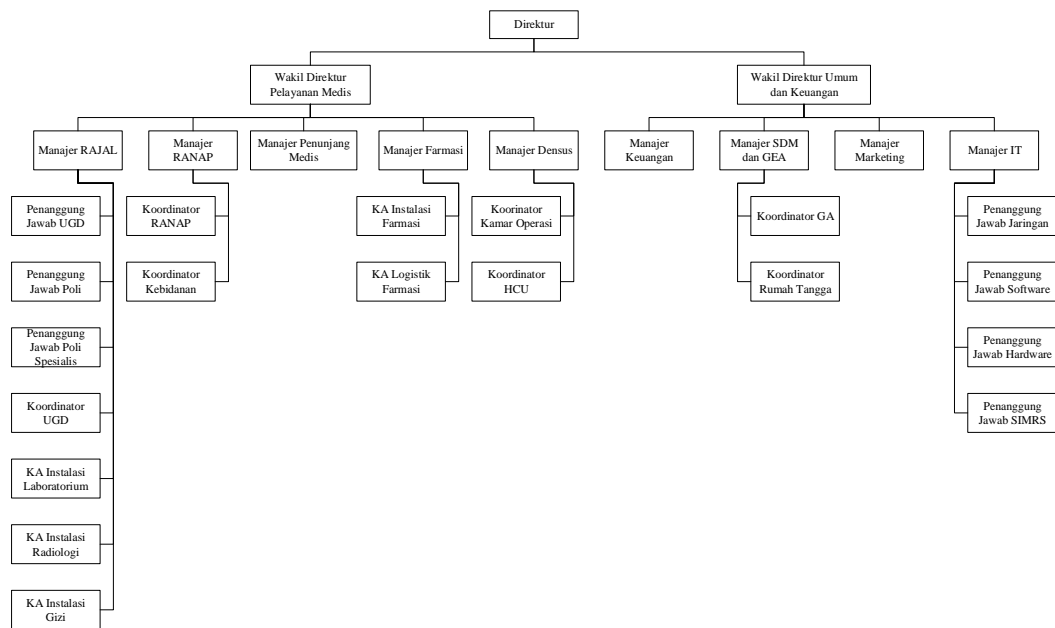 Direktur
Wakil Direktur
Pelayanan Medis
Wakil Direktur Umum
dan Keuangan
Manajer RAJAL
Manajer
RANAP
Manajer Penunjang
Medis
Manajer Farmasi
Manajer Densus
Manajer
Keuangan
Manajer SDM
dan GEA
Manajer
Marketing
Manajer IT
Penanggung
Jawab UGD
Koordinator
RANAP
KA Instalasi
Farmasi
Koorinator
Kamar Operasi
Koordinator GA
Penanggung
Jawab Jaringan
Penanggung
Jawab Poli
Koordinator
Kebidanan
KA Logistik
Farmasi
Koordinator
HCU
Koordinator
Rumah Tangga
Penanggung
Jawab Software
Penanggung
Jawab Poli
Spesialis
Penanggung
Jawab Hardware
Koordinator
UGD
Penanggung
Jawab SIMRS
KA Instalasi
Laboratorium
KA Instalasi
Radiologi
KA Instalasi
Gizi